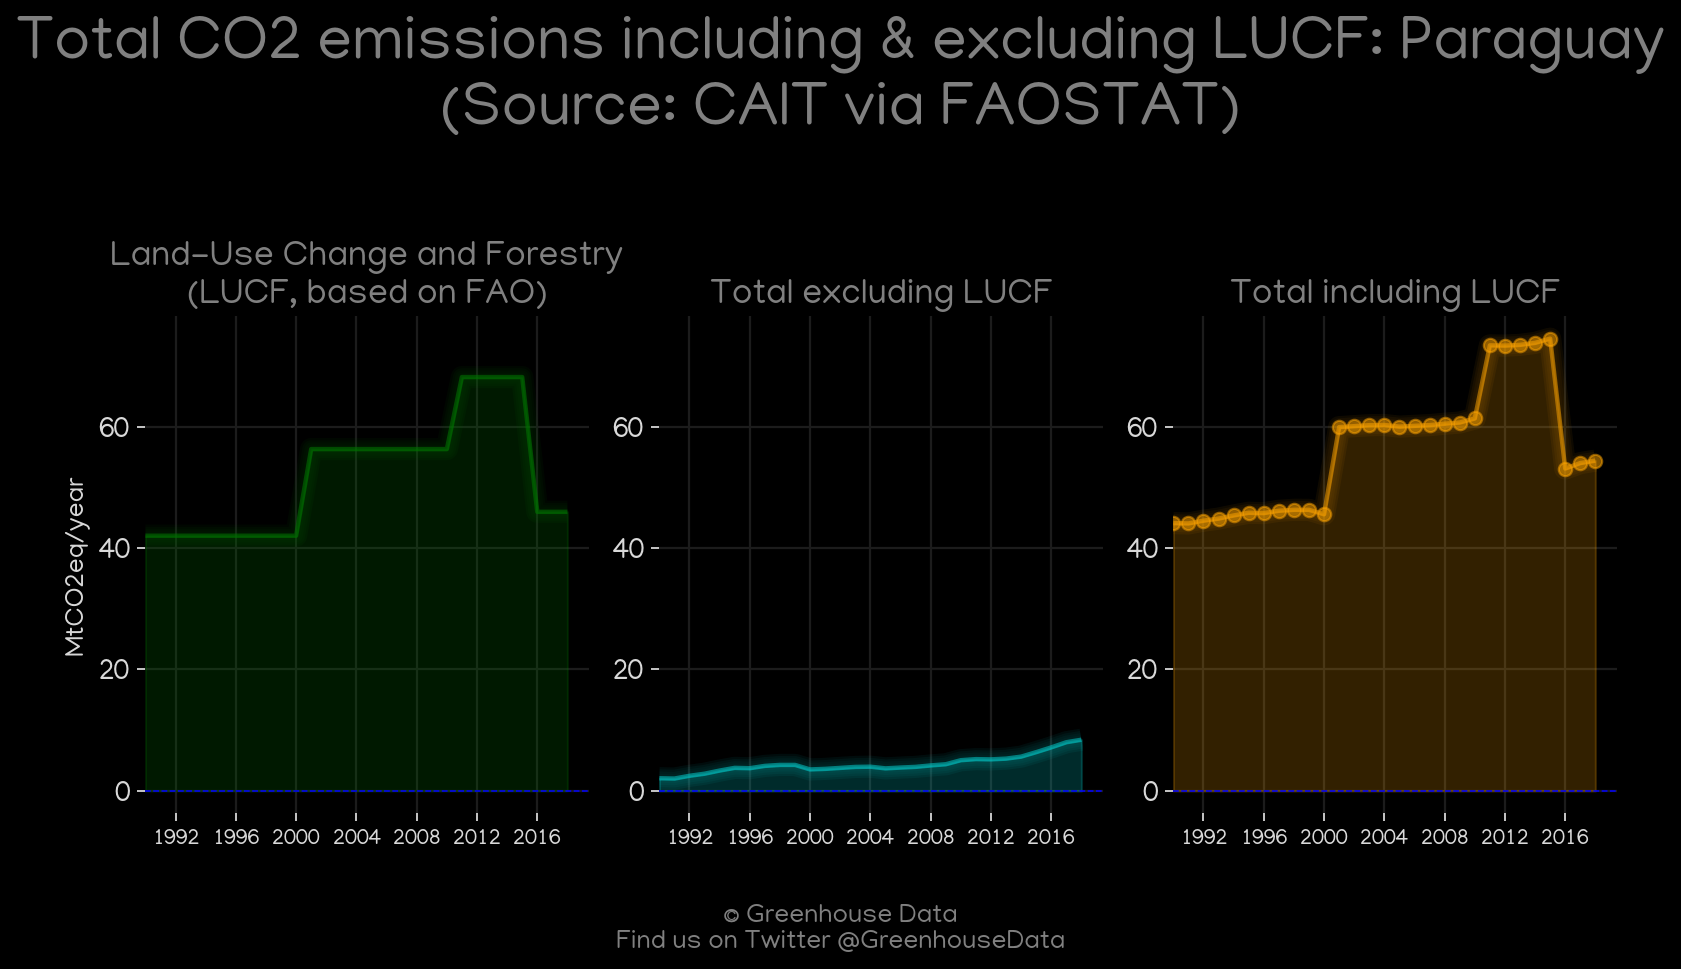 Total CO2 emissions including & excluding LUCF: Paraguay
(Source: CAIT via FAOSTAT)
Land-Use Change and Forestry
(LUCF, based on FAO)
Total excluding LUCF
Total including LUCF
MtCO2eq/year
60
40
20
0
1992 1996 2000 2004 2008 2012 2016
60
40
20
0
1992 1996 2000 2004 2008 2012 2016
60
40
20
0
1992 1996 2000 2004 2008 2012 2016
© Greenhouse Data
Find us on Twitter @GreenhouseData